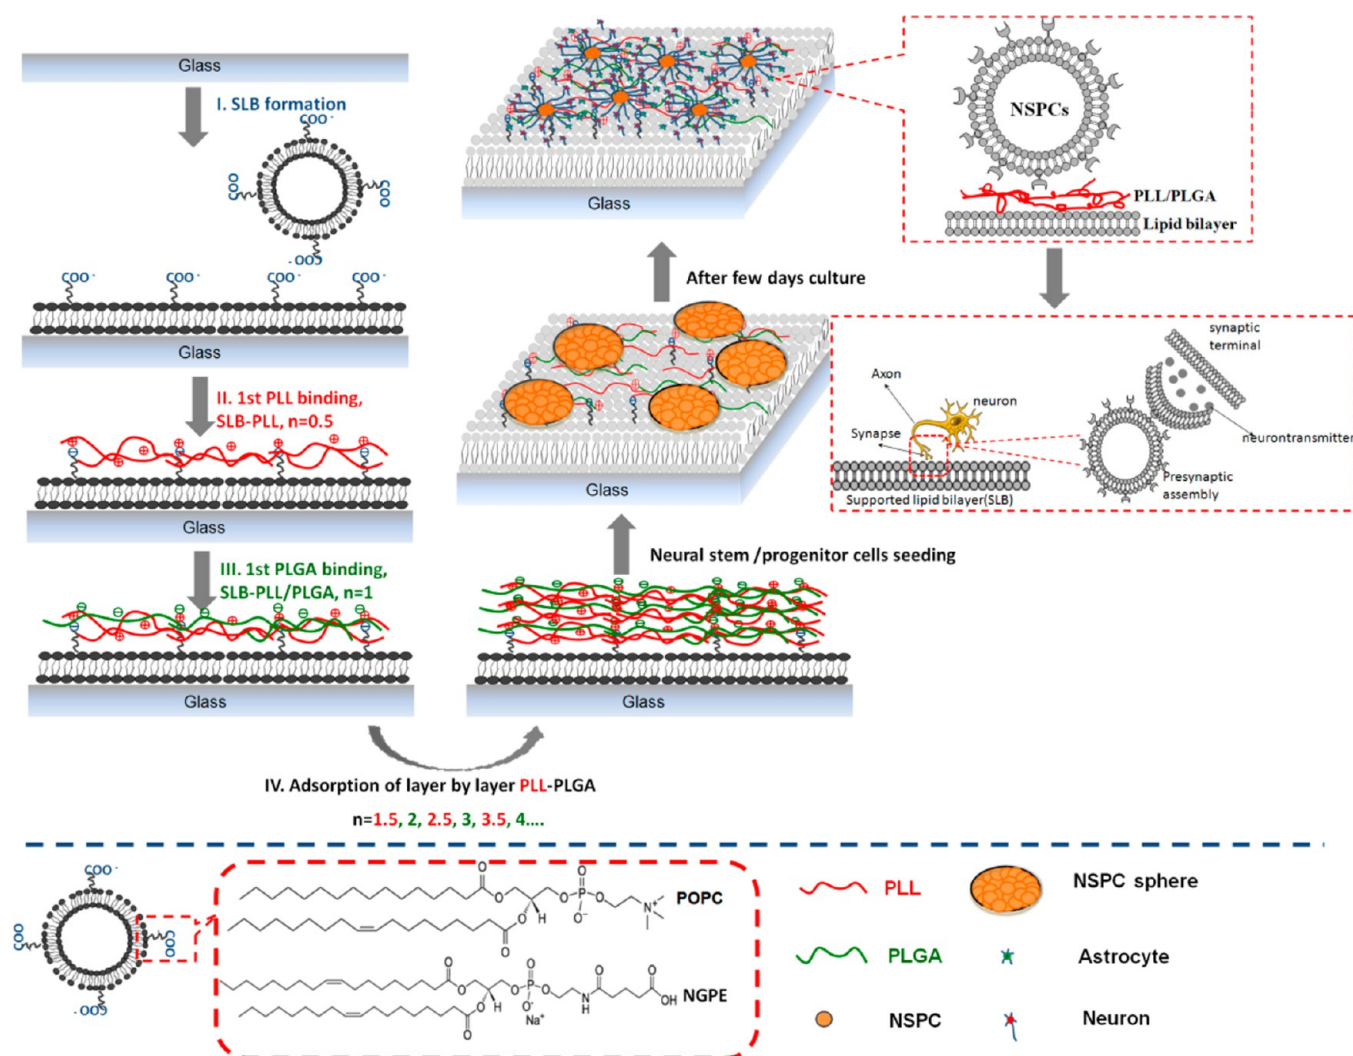 Glass
I. SLB formation
COO -
COO
COO
COO -
COO -
COO -
COO -
COO -
Glass
II. 1st PLL binding,
SLB-PLL, n=0.5
Glass
III. 1st PLGA binding,
SLB-PLL/PLGA, n=1
Glass
IV. Adsorption of layer by layer PLL-PLGA
n=1.5, 2, 2.5, 3, 3.5, 4....
Glass
Neural stem /progenitor cells seeding
Glass
After few days culture
Glass
NSPCs
PLL/PLGA
Lipid bilayer
synaptic
terminal
Axon
neuron
Synapse
neurontransmitter
Presynaptic
assembly
Supported lipid bilayer(SLB)
COO -
COO
COO
COO -
O
O
O
P
O
O-
N+
O
O
H
POPC
O
O
O
P
O
O-
Na+
N
H
O
O
OH
O
O
H
NGPE
PLL
NSPC sphere
PLGA
Astrocyte
NSPC
Neuron